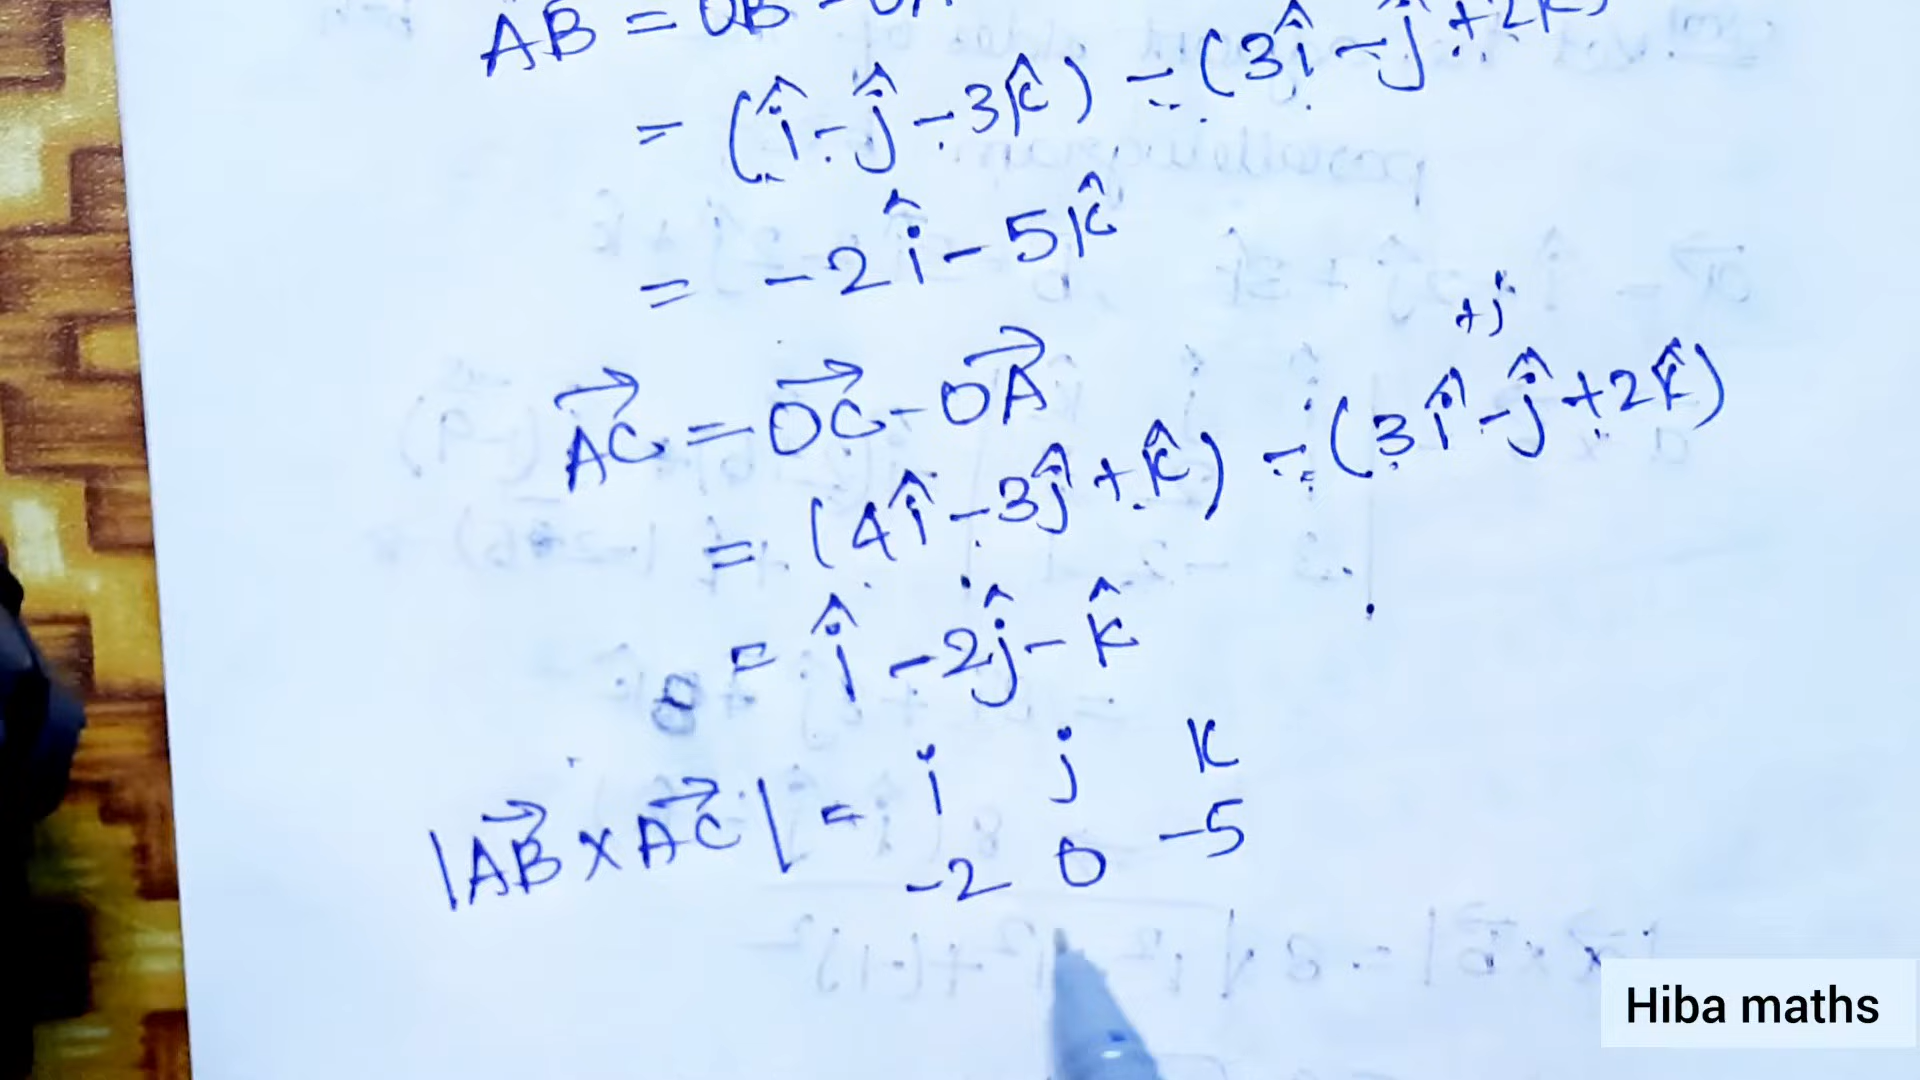 AB = OB - OA
= (î - ĵ - 3k̂) - (3î - ĵ + 2k̂)
= -2î - 5k̂
+j
AC⃗ = OC⃗ - OA⃗
= (4î - 3ĵ + k̂) - (3î - ĵ + 2k̂)
= î - 2ĵ - k̂
|AB⃗ × AC⃗| = i j k
-2 0 -5
Hiba maths